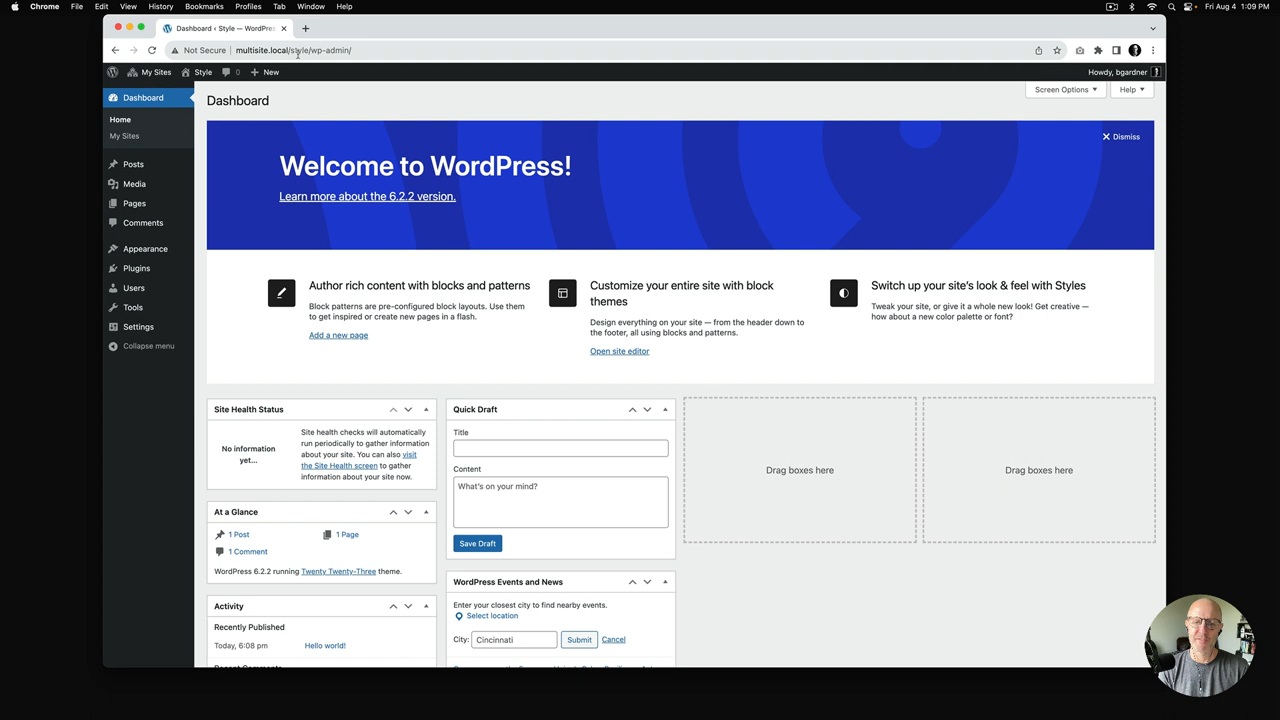 Chrome File Edit View History Bookmarks Profiles Tab Window Help Fri Aug 4 1:09 PM
Dashboard ‹ Style — WordPres
Not Secure multisite.local/style/wp-admin/
My Sites Style 0 New Howdy, bgardner
Screen Options Help
Dashboard
Home
My Sites
Posts
Media
Pages
Comments
Appearance
Plugins
Users
Tools
Settings
Collapse menu
Dashboard
Dismiss
Welcome to WordPress!
Learn more about the 6.2.2 version.
Author rich content with blocks and patterns
Block patterns are pre-configured block layouts. Use them
to get inspired or create new pages in a flash.
Add a new page
Customize your entire site with block
themes
Design everything on your site — from the header down to
the footer, all using blocks and patterns.
Open site editor
Switch up your site's look & feel with Styles
Tweak your site, or give it a whole new look! Get creative —
how about a new color palette or font?
Site Health Status
No information
yet...
Site health checks will automatically
run periodically to gather information
about your site. You can also visit
the Site Health screen to gather
information about your site now.
At a Glance
1 Post 1 Page
1 Comment
WordPress 6.2.2 running Twenty Twenty-Three theme.
Activity
Recently Published
Today, 6:08 pm Hello world!
Recent Comments
Quick Draft
Title
Content
What's on your mind?
Save Draft
WordPress Events and News
Enter your closest city to find nearby events.
Select location
City: Cincinnati Submit Cancel
Drag boxes here
Drag boxes here